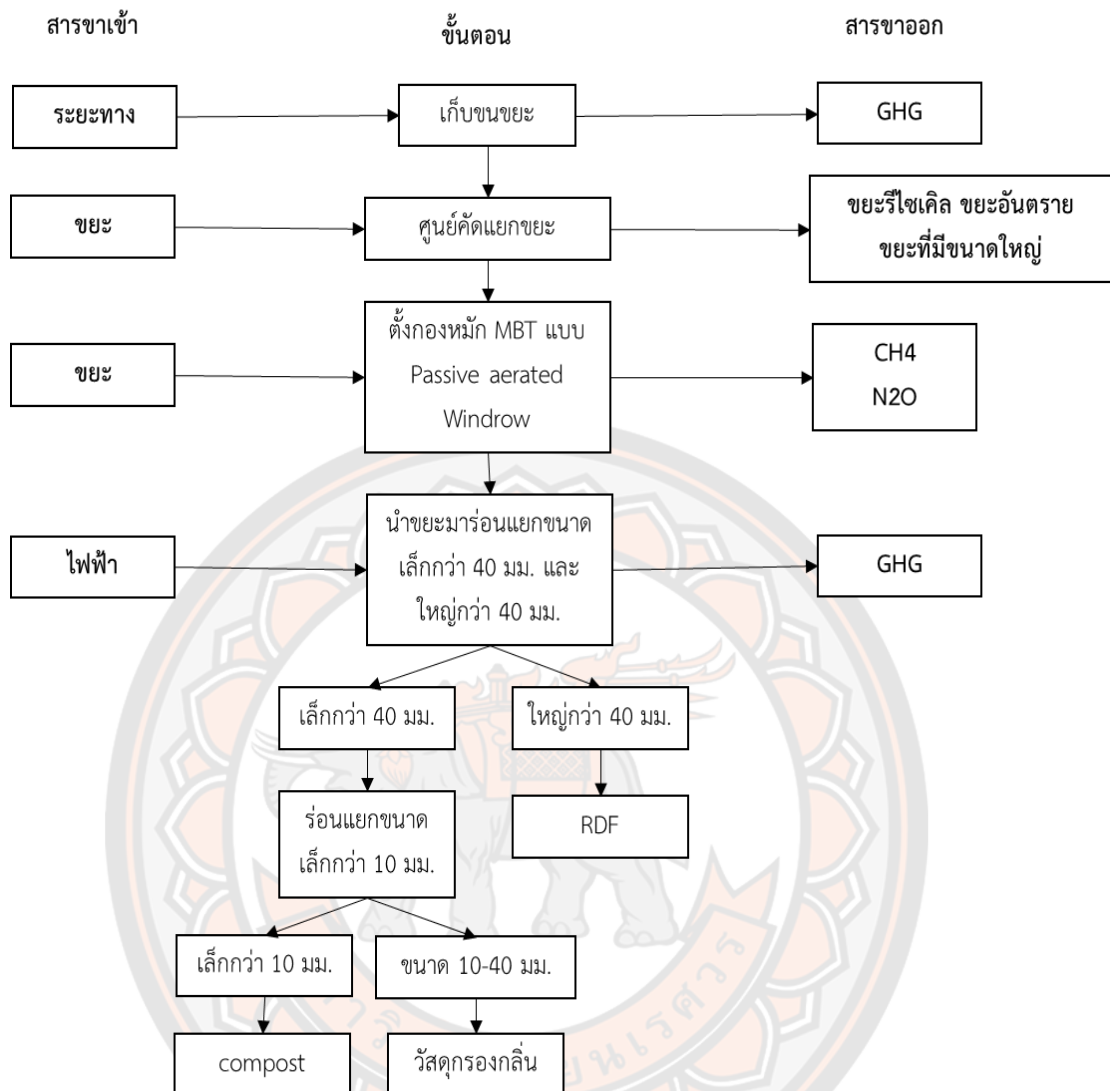 สารขาเข้า
ขั้นตอน
สารขาออก
ระยะทาง
เก็บขนขยะ
GHG
ขยะ
ศูนย์คัดแยกขยะ
ขยะรีไซเคิล ขยะอันตราย
ขยะที่มีขนาดใหญ่
ขยะ
ตั้งกองหมัก MBT แบบ
Passive aerated
Windrow
CH4
N2O
ไฟฟ้า
นำขยะมาร่อนแยกขนาด
เล็กกว่า 40 มม. และ
ใหญ่กว่า 40 มม.
GHG
เล็กกว่า 40 มม.
ใหญ่กว่า 40 มม.
ร่อนแยกขนาด
เล็กกว่า 10 มม.
RDF
เล็กกว่า 10 มม.
ขนาด 10-40 มม.
compost
วัสดุกรองกลิ่น